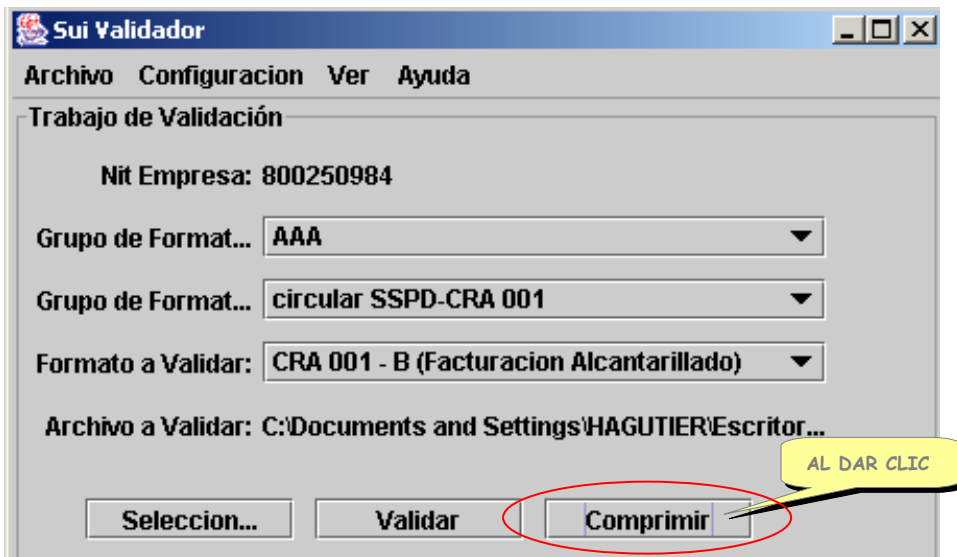 Sui Validador
Archivo Configuracion Ver Ayuda
Trabajo de Validación
Nit Empresa: 800250984
Grupo de Format... AAA
Grupo de Format... circular SSPD-CRA 001
Formato a Validar: CRA 001 - B (Facturacion Alcantarillado)
Archivo a Validar: C:\Documents and Settings\HAGUTIER\Escritor...
AL DAR CLIC
Seleccion... Validar Comprimir